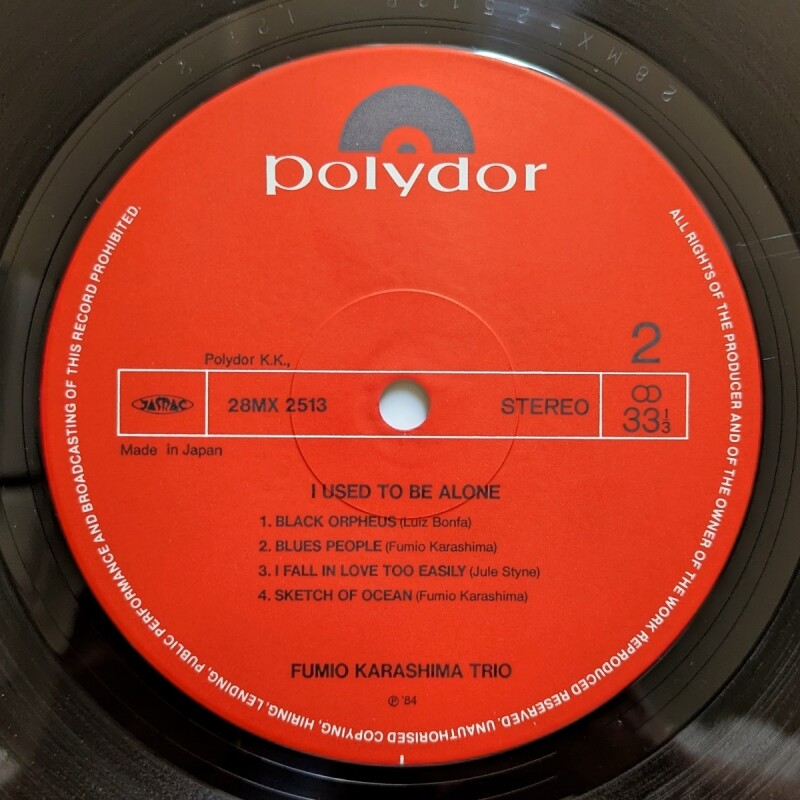 polydor
2
Polydor K.K.,
JASRAC
28MX 2513
STEREO
33⅓
Made in Japan
I USED TO BE ALONE
1. BLACK ORPHEUS (Luiz Bonfa)
2. BLUES PEOPLE (Fumio Karashima)
3. I FALL IN LOVE TOO EASILY (Jule Styne)
4. SKETCH OF OCEAN (Fumio Karashima)
FUMIO KARASHIMA TRIO
℗ '84
ALL RIGHTS OF THE PRODUCER AND OF THE OWNER OF THE WORK REPRODUCED RESERVED. UNAUTHORISED COPYING, HIRING, LENDING, PUBLIC PERFORMANCE AND BROADCASTING OF THIS RECORD PROHIBITED.